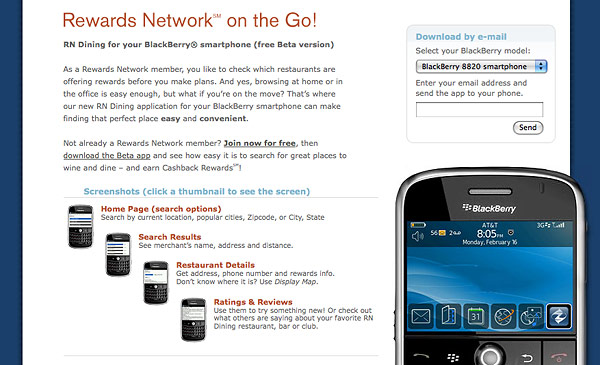 Rewards Network℠ on the Go!
RN Dining for your BlackBerry® smartphone (free Beta version)
As a Rewards Network member, you like to check which restaurants are
offering rewards before you make plans. And yes, browsing at home or in
the office is easy enough, but what if you're on the move? That's where
our new RN Dining application for your BlackBerry smartphone can make
finding that perfect place easy and convenient.
Not already a Rewards Network member? Join now for free, then
download the Beta app and see how easy it is to search for great places to
wine and dine – and earn Cashback Rewards℠!
Screenshots (click a thumbnail to see the screen)
Home Page (search options)
Search by current location, popular cities, Zipcode, or City, State
Search Results
See merchant's name, address and distance.
Restaurant Details
Get address, phone number and rewards info.
Don't know where it is? Use Display Map.
Ratings & Reviews
Use them to try something new! Or check out
what others are saying about your favorite RN
Dining restaurant, bar or club.
Download by e-mail
Select your BlackBerry model:
BlackBerry 8820 smartphone
Enter your email address and
send the app to your phone.
Send
BlackBerry
AT&T
56 24 8:05PM 3G
Monday, February 16